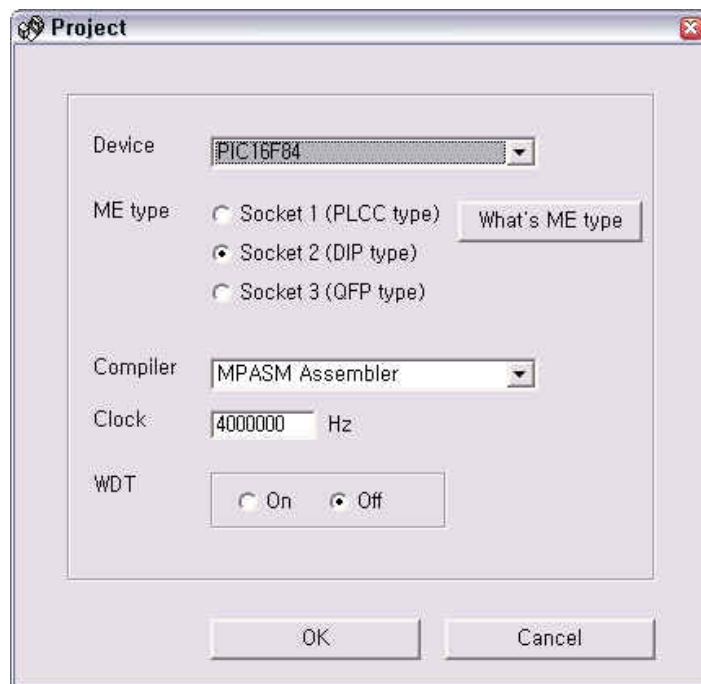 Project
Device PIC16F84
ME type Socket 1 (PLCC type) What's ME type
Socket 2 (DIP type)
Socket 3 (QFP type)
Compiler MPASM Assembler
Clock 4000000 Hz
WDT On Off
OK Cancel